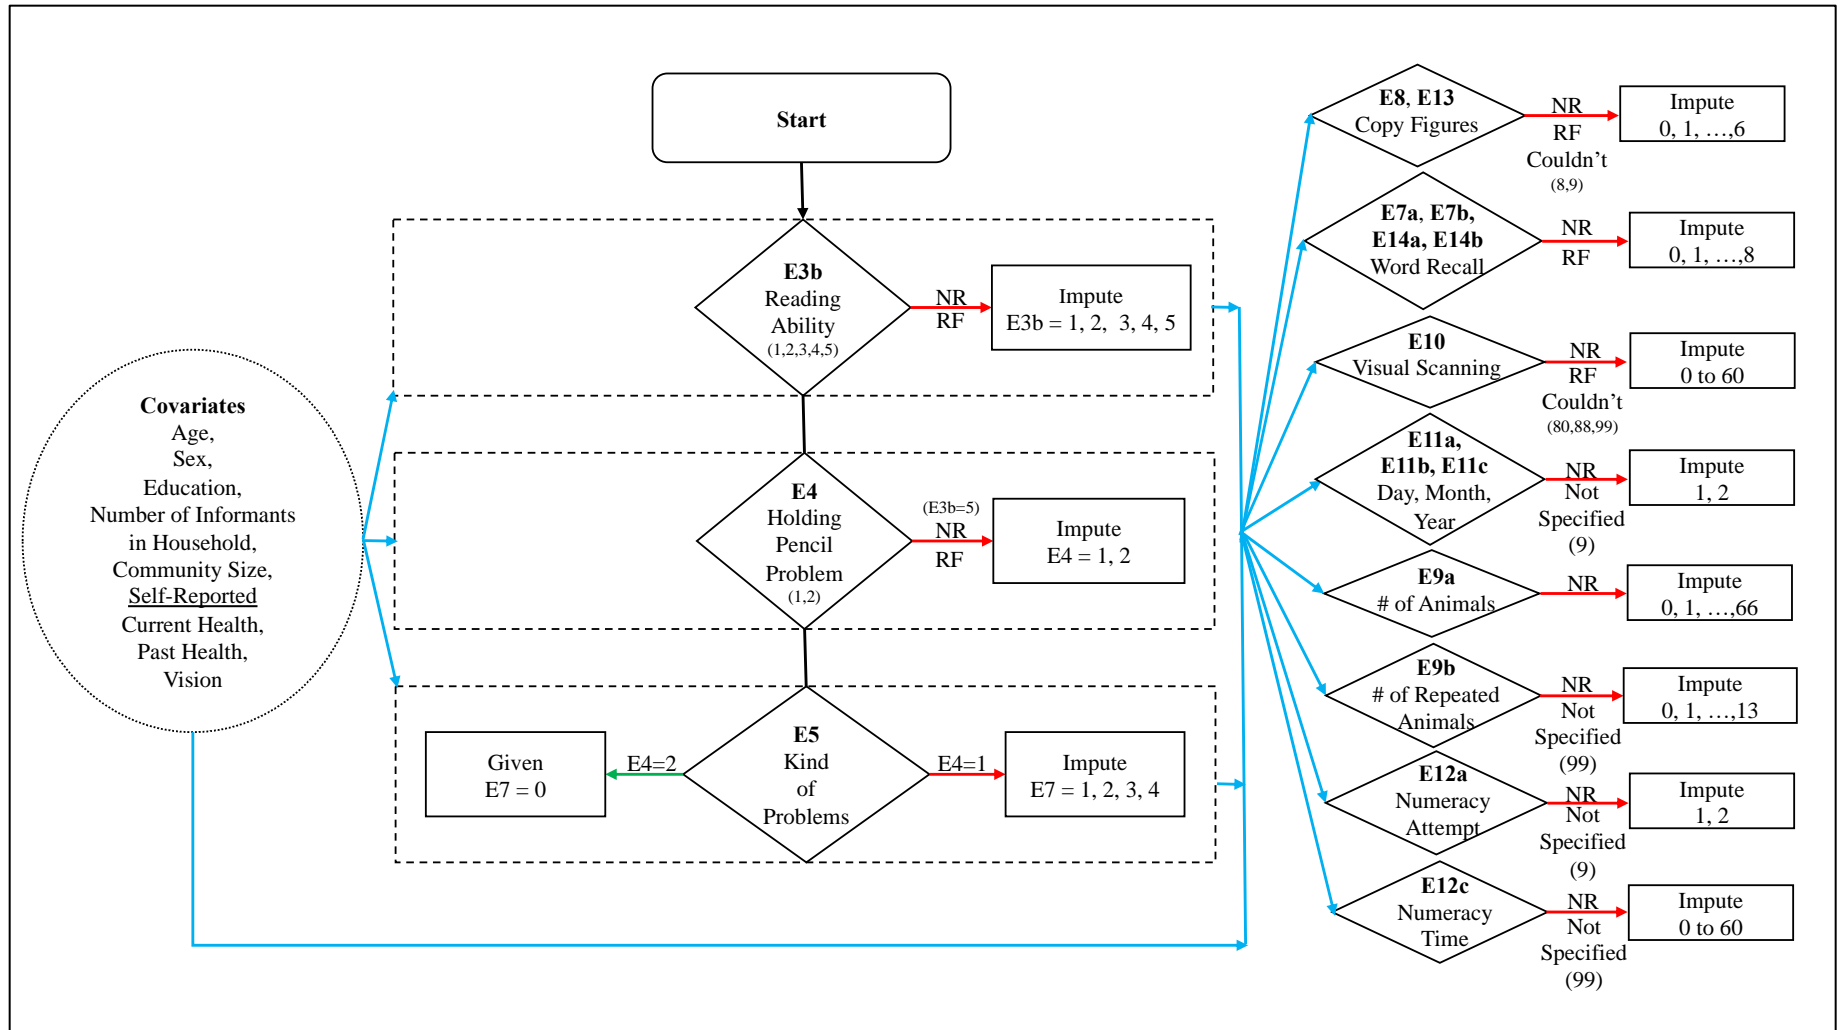 Start
E3b
Reading
Ability
(1,2,3,4,5)
NR
RF
Impute
E3b = 1, 2, 3, 4, 5
Covariates
Age,
Sex,
Education,
Number of Informants
in Household,
Community Size,
Self-Reported
Current Health,
Past Health,
Vision
E4
Holding
Pencil
Problem
(1,2)
(E3b=5)
NR
RF
Impute
E4 = 1, 2
Given
E7 = 0
E4=2
E5
Kind
of
Problems
E4=1
Impute
E7 = 1, 2, 3, 4
E8, E13
Copy Figures
NR
RF
Couldn’t
(8,9)
Impute
0, 1, …,6
E7a, E7b,
E14a, E14b
Word Recall
NR
RF
Impute
0, 1, …,8
E10
Visual Scanning
NR
RF
Couldn’t
(80,88,99)
Impute
0 to 60
E11a,
E11b, E11c
Day, Month,
Year
NR
Not
Specified
(9)
Impute
1, 2
E9a
# of Animals
NR
Impute
0, 1, …,66
E9b
# of Repeated
Animals
NR
Not
Specified
(99)
Impute
0, 1, …,13
E12a
Numeracy
Attempt
NR
Not
Specified
(9)
Impute
1, 2
E12c
Numeracy
Time
NR
Not
Specified
(99)
Impute
0 to 60